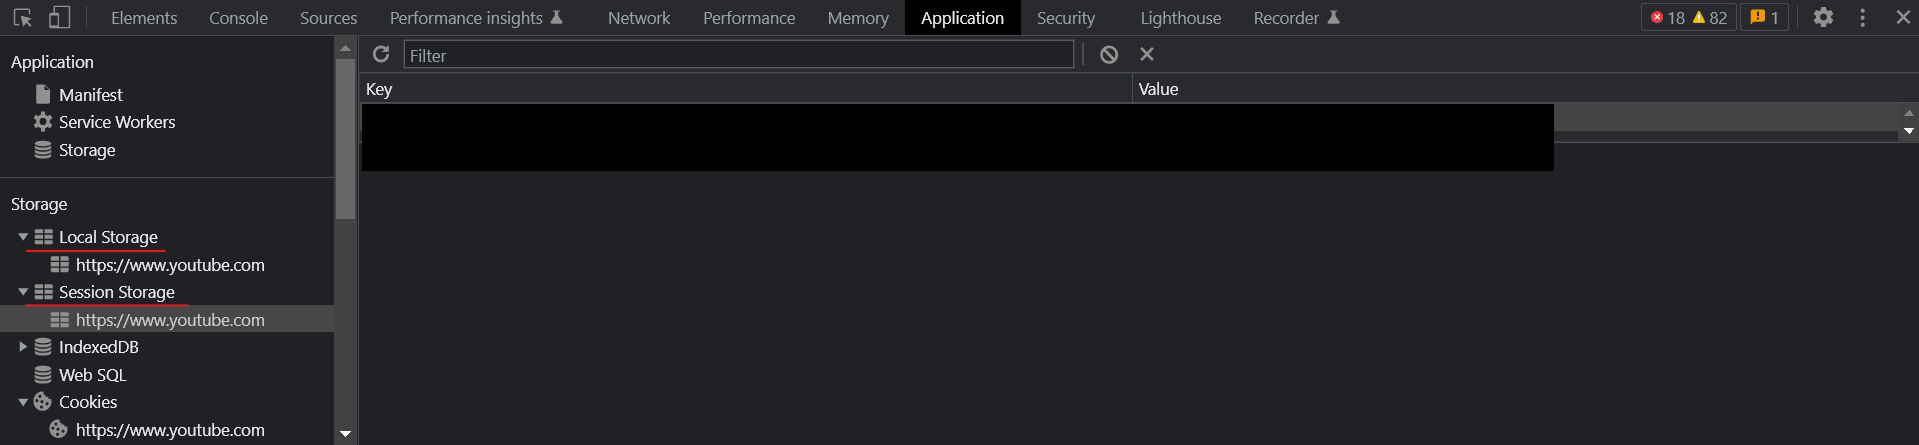 Elements Console Sources Performance insights Network Performance Memory Application Security Lighthouse Recorder 18 82 1
Application
Manifest
Service Workers
Storage
Storage
Local Storage
https://www.youtube.com
Session Storage
https://www.youtube.com
IndexedDB
Web SQL
Cookies
https://www.youtube.com
Filter
Key Value